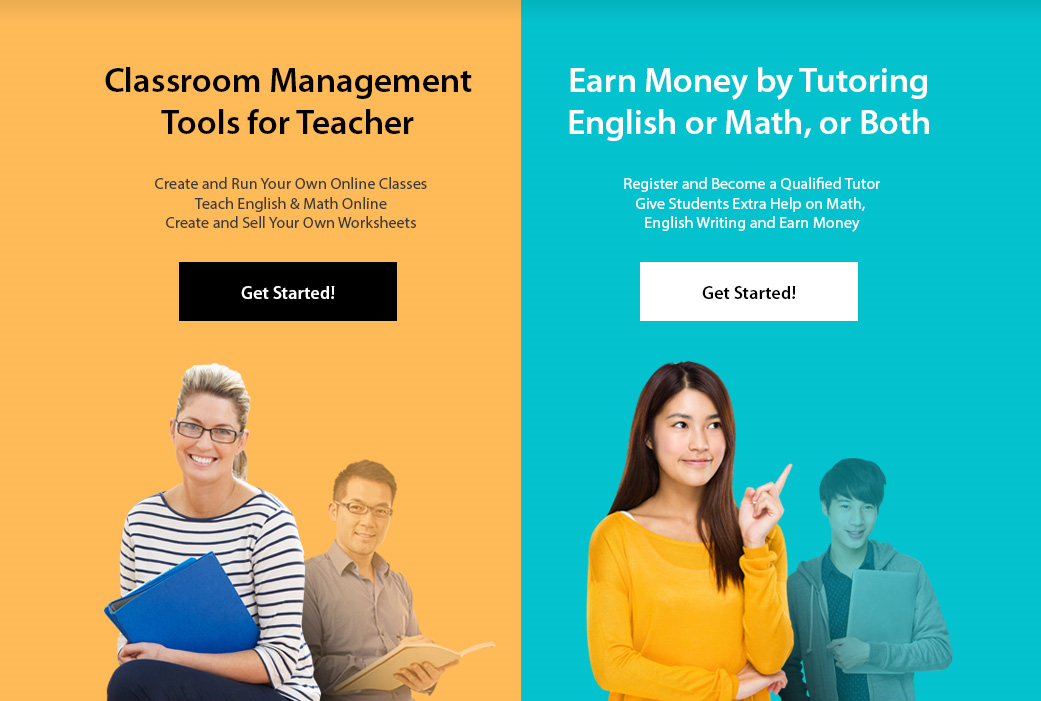 Classroom Management
Tools for Teacher
Create and Run Your Own Online Classes
Teach English & Math Online
Create and Sell Your Own Worksheets
Get Started!
Earn Money by Tutoring
English or Math, or Both
Register and Become a Qualified Tutor
Give Students Extra Help on Math,
English Writing and Earn Money
Get Started!